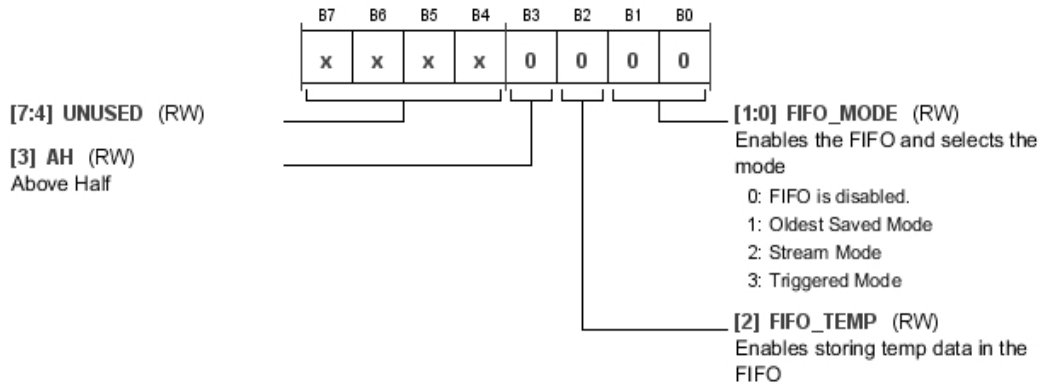 B7 B6 B5 B4 B3 B2 B1 B0
x x x x 0 0 0 0
[7:4] UNUSED (RW)
[3] AH (RW)
Above Half
[1:0] FIFO_MODE (RW)
Enables the FIFO and selects the
mode
0: FIFO is disabled.
1: Oldest Saved Mode
2: Stream Mode
3: Triggered Mode
[2] FIFO_TEMP (RW)
Enables storing temp data in the
FIFO